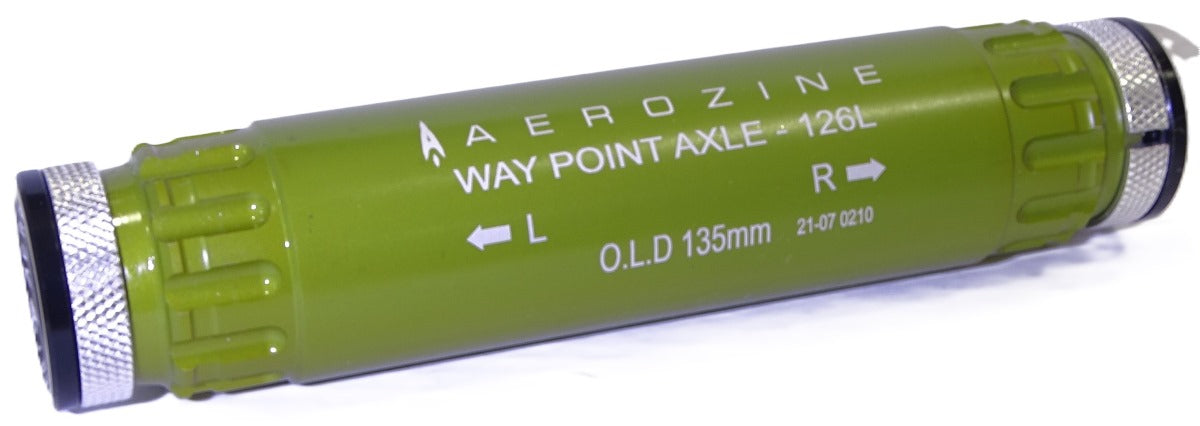 AEROZINE
WAY POINT AXLE - 126L
← L
R →
O.L.D 135mm
21-07 0210